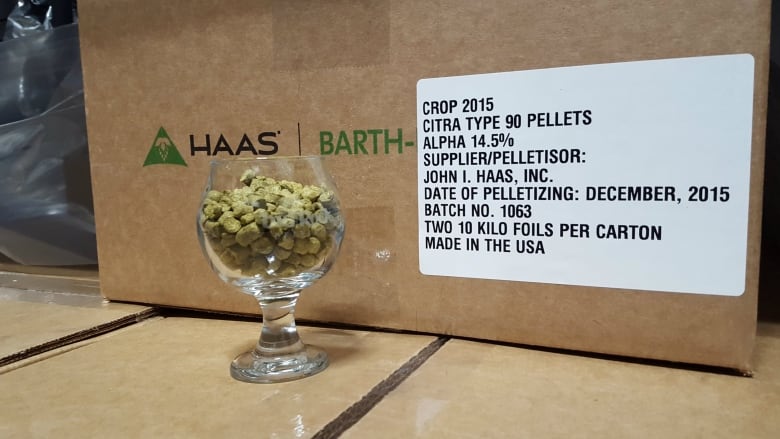 HAAS
BARTH-
CROP 2015
CITRA TYPE 90 PELLETS
ALPHA 14.5%
SUPPLIER/PELLETISOR:
JOHN I. HAAS, INC.
DATE OF PELLETIZING: DECEMBER, 2015
BATCH NO. 1063
TWO 10 KILO FOILS PER CARTON
MADE IN THE USA